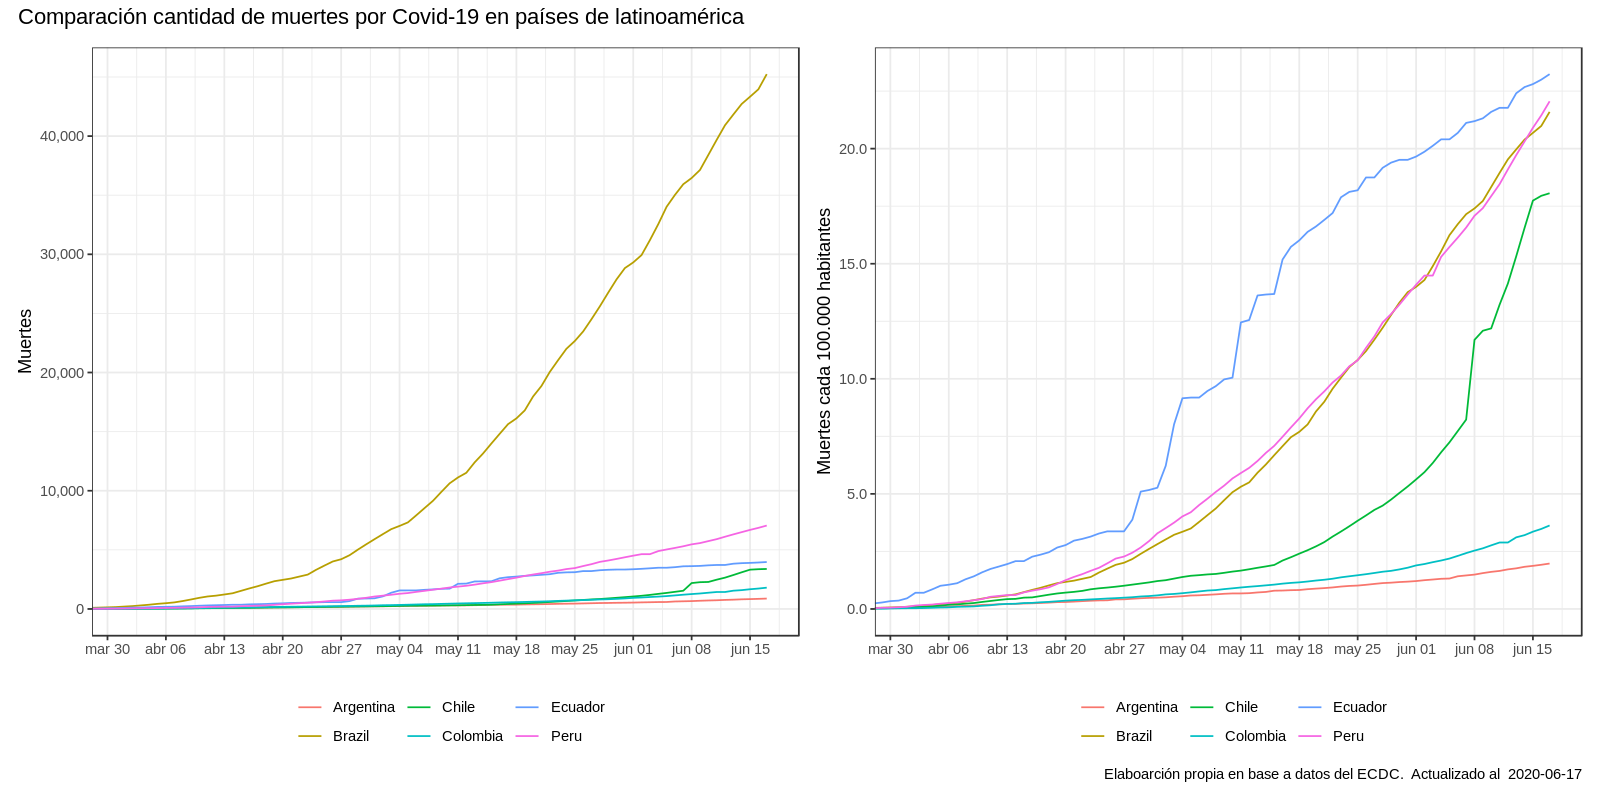 Comparación cantidad de muertes por Covid-19 en países de latinoamérica
Muertes
40,000
30,000
20,000
10,000
0
mar 30 abr 06 abr 13 abr 20 abr 27 may 04 may 11 may 18 may 25 jun 01 jun 08 jun 15
Argentina Chile Ecuador
Brazil Colombia Peru
Muertes cada 100.000 habitantes
20.0
15.0
10.0
5.0
0.0
mar 30 abr 06 abr 13 abr 20 abr 27 may 04 may 11 may 18 may 25 jun 01 jun 08 jun 15
Argentina Chile Ecuador
Brazil Colombia Peru
Elaboarción propia en base a datos del ECDC. Actualizado al 2020-06-17